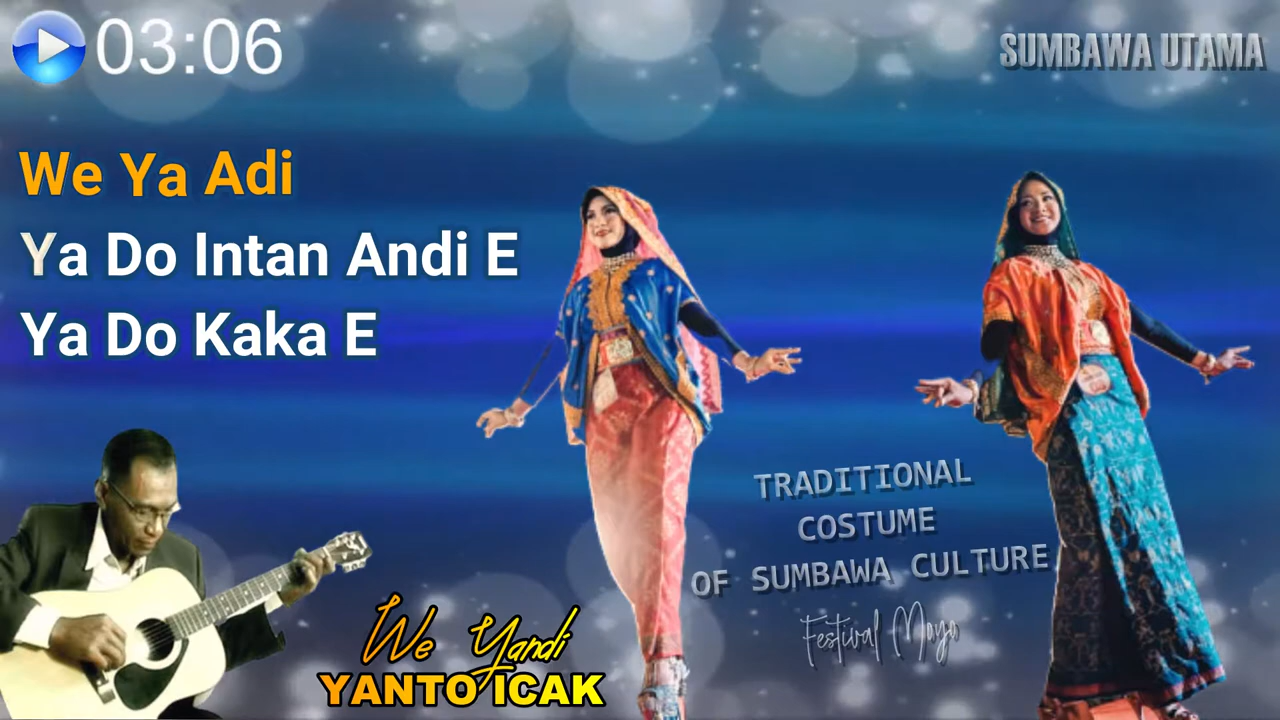 03:06
SUMBAWA UTAMA
We Ya Adi
Ya Do Intan Andi E
Ya Do Kaka E
TRADITIONAL
COSTUME
OF SUMBAWA CULTURE
Festival Moyo
We Yandi
YANTO ICAK